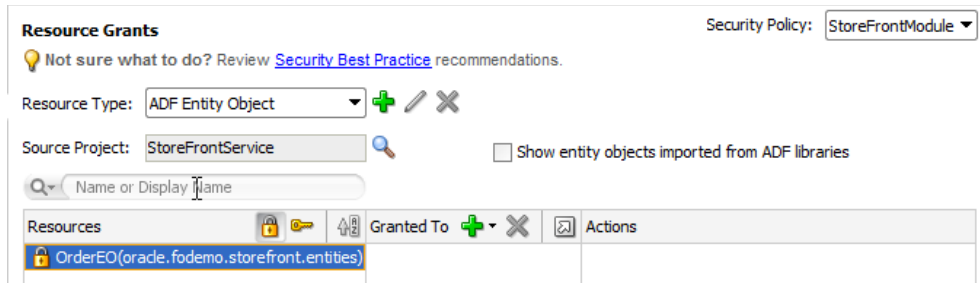 Resource Grants
Security Policy: StoreFrontModule
Not sure what to do? Review Security Best Practice recommendations.
Resource Type: ADF Entity Object
Source Project: StoreFrontService
Show entity objects imported from ADF libraries
Name or Display Name
Resources Granted To Actions
OrderEO(oracle.fodemo.storefront.entities)